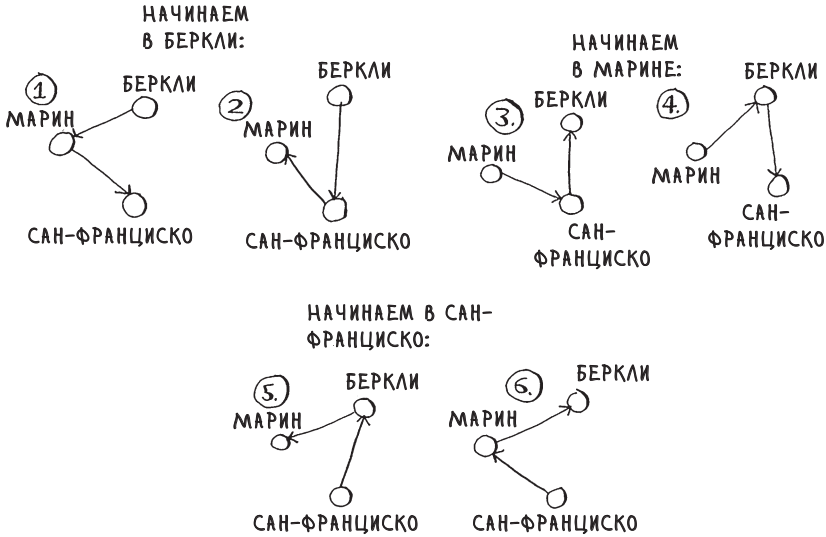 НАЧИНАЕМ
В БЕРКЛИ:
1
БЕРКЛИ
МАРИН
САН-ФРАНЦИСКО
2
БЕРКЛИ
МАРИН
САН-ФРАНЦИСКО
НАЧИНАЕМ
В МАРИНЕ:
3.
БЕРКЛИ
МАРИН
САН-
ФРАНЦИСКО
4.
БЕРКЛИ
МАРИН
САН-
ФРАНЦИСКО
НАЧИНАЕМ В САН-
ФРАНЦИСКО:
5.
БЕРКЛИ
МАРИН
САН-ФРАНЦИСКО
6.
БЕРКЛИ
МАРИН
САН-ФРАНЦИСКО